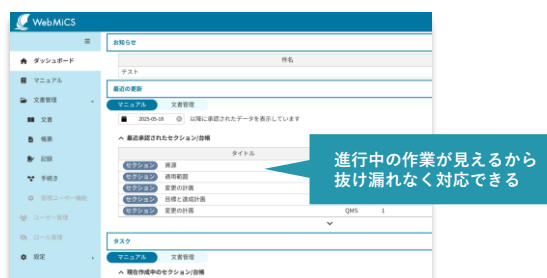 WebMiCS
お知らせ
件名
テスト
ダッシュボード
マニュアル
文書管理
文書
帳票
記録
手続き
管理ユーザー機能
ユーザー管理
ロール管理
設定
最近の更新
マニュアル 文書管理
2025-05-18 以降に承認されたデータを表示しています
最近承認されたセクション/台帳
タイトル
セクション 資源
セクション 適用範囲
セクション 変更の計画
セクション 目標と達成計画
セクション 変更の計画 QMS 1
進行中の作業が見えるから
抜け漏れなく対応できる
タスク
マニュアル 文書管理
現在作成中のセクション/台帳